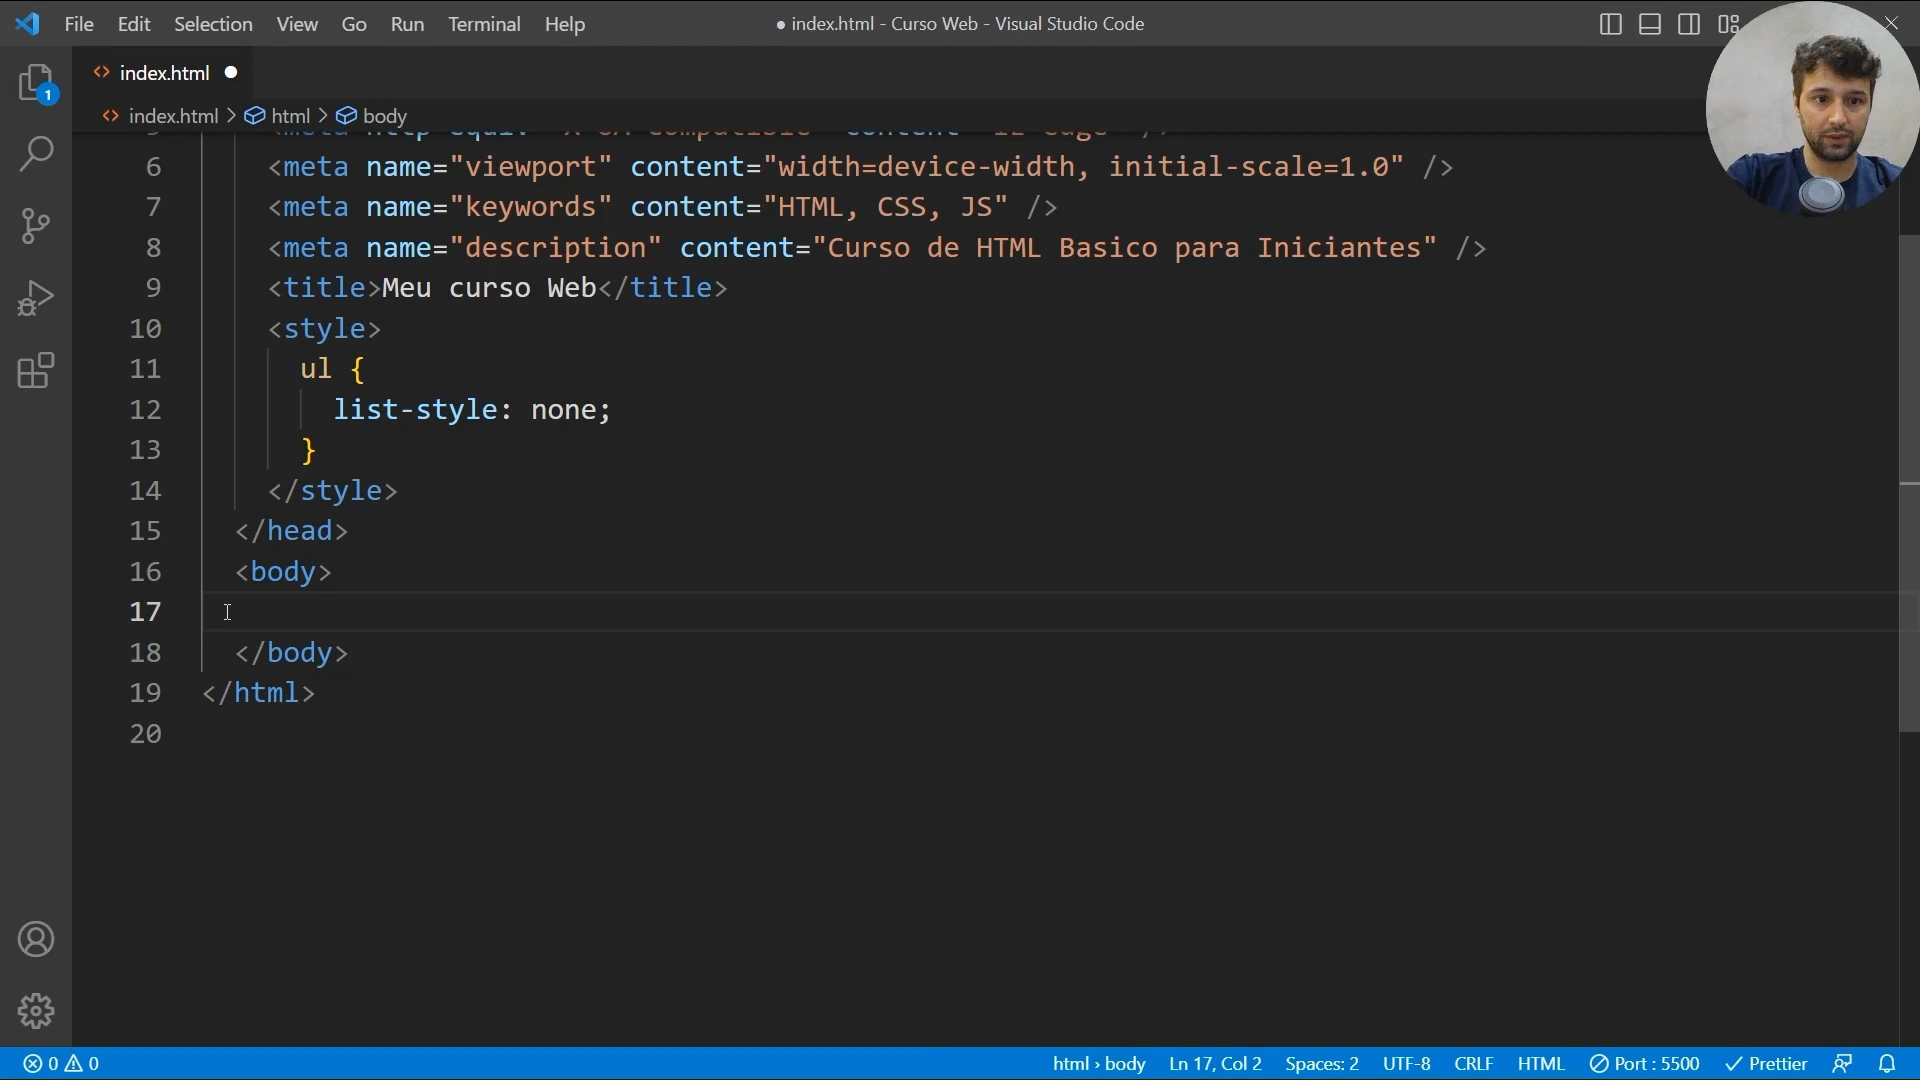 File Edit Selection View Go Run Terminal Help
● index.html - Curso Web - Visual Studio Code
index.html
index.html > html > body
6 <meta name="viewport" content="width=device-width, initial-scale=1.0" />
7 <meta name="keywords" content="HTML, CSS, JS" />
8 <meta name="description" content="Curso de HTML Basico para Iniciantes" />
9 <title>Meu curso Web</title>
10 <style>
11 ul {
12 list-style: none;
13 }
14 </style>
15 </head>
16 <body>
17
18 </body>
19 </html>
20
1
0 0 html › body Ln 17, Col 2 Spaces: 2 UTF-8 CRLF HTML Port : 5500 Prettier